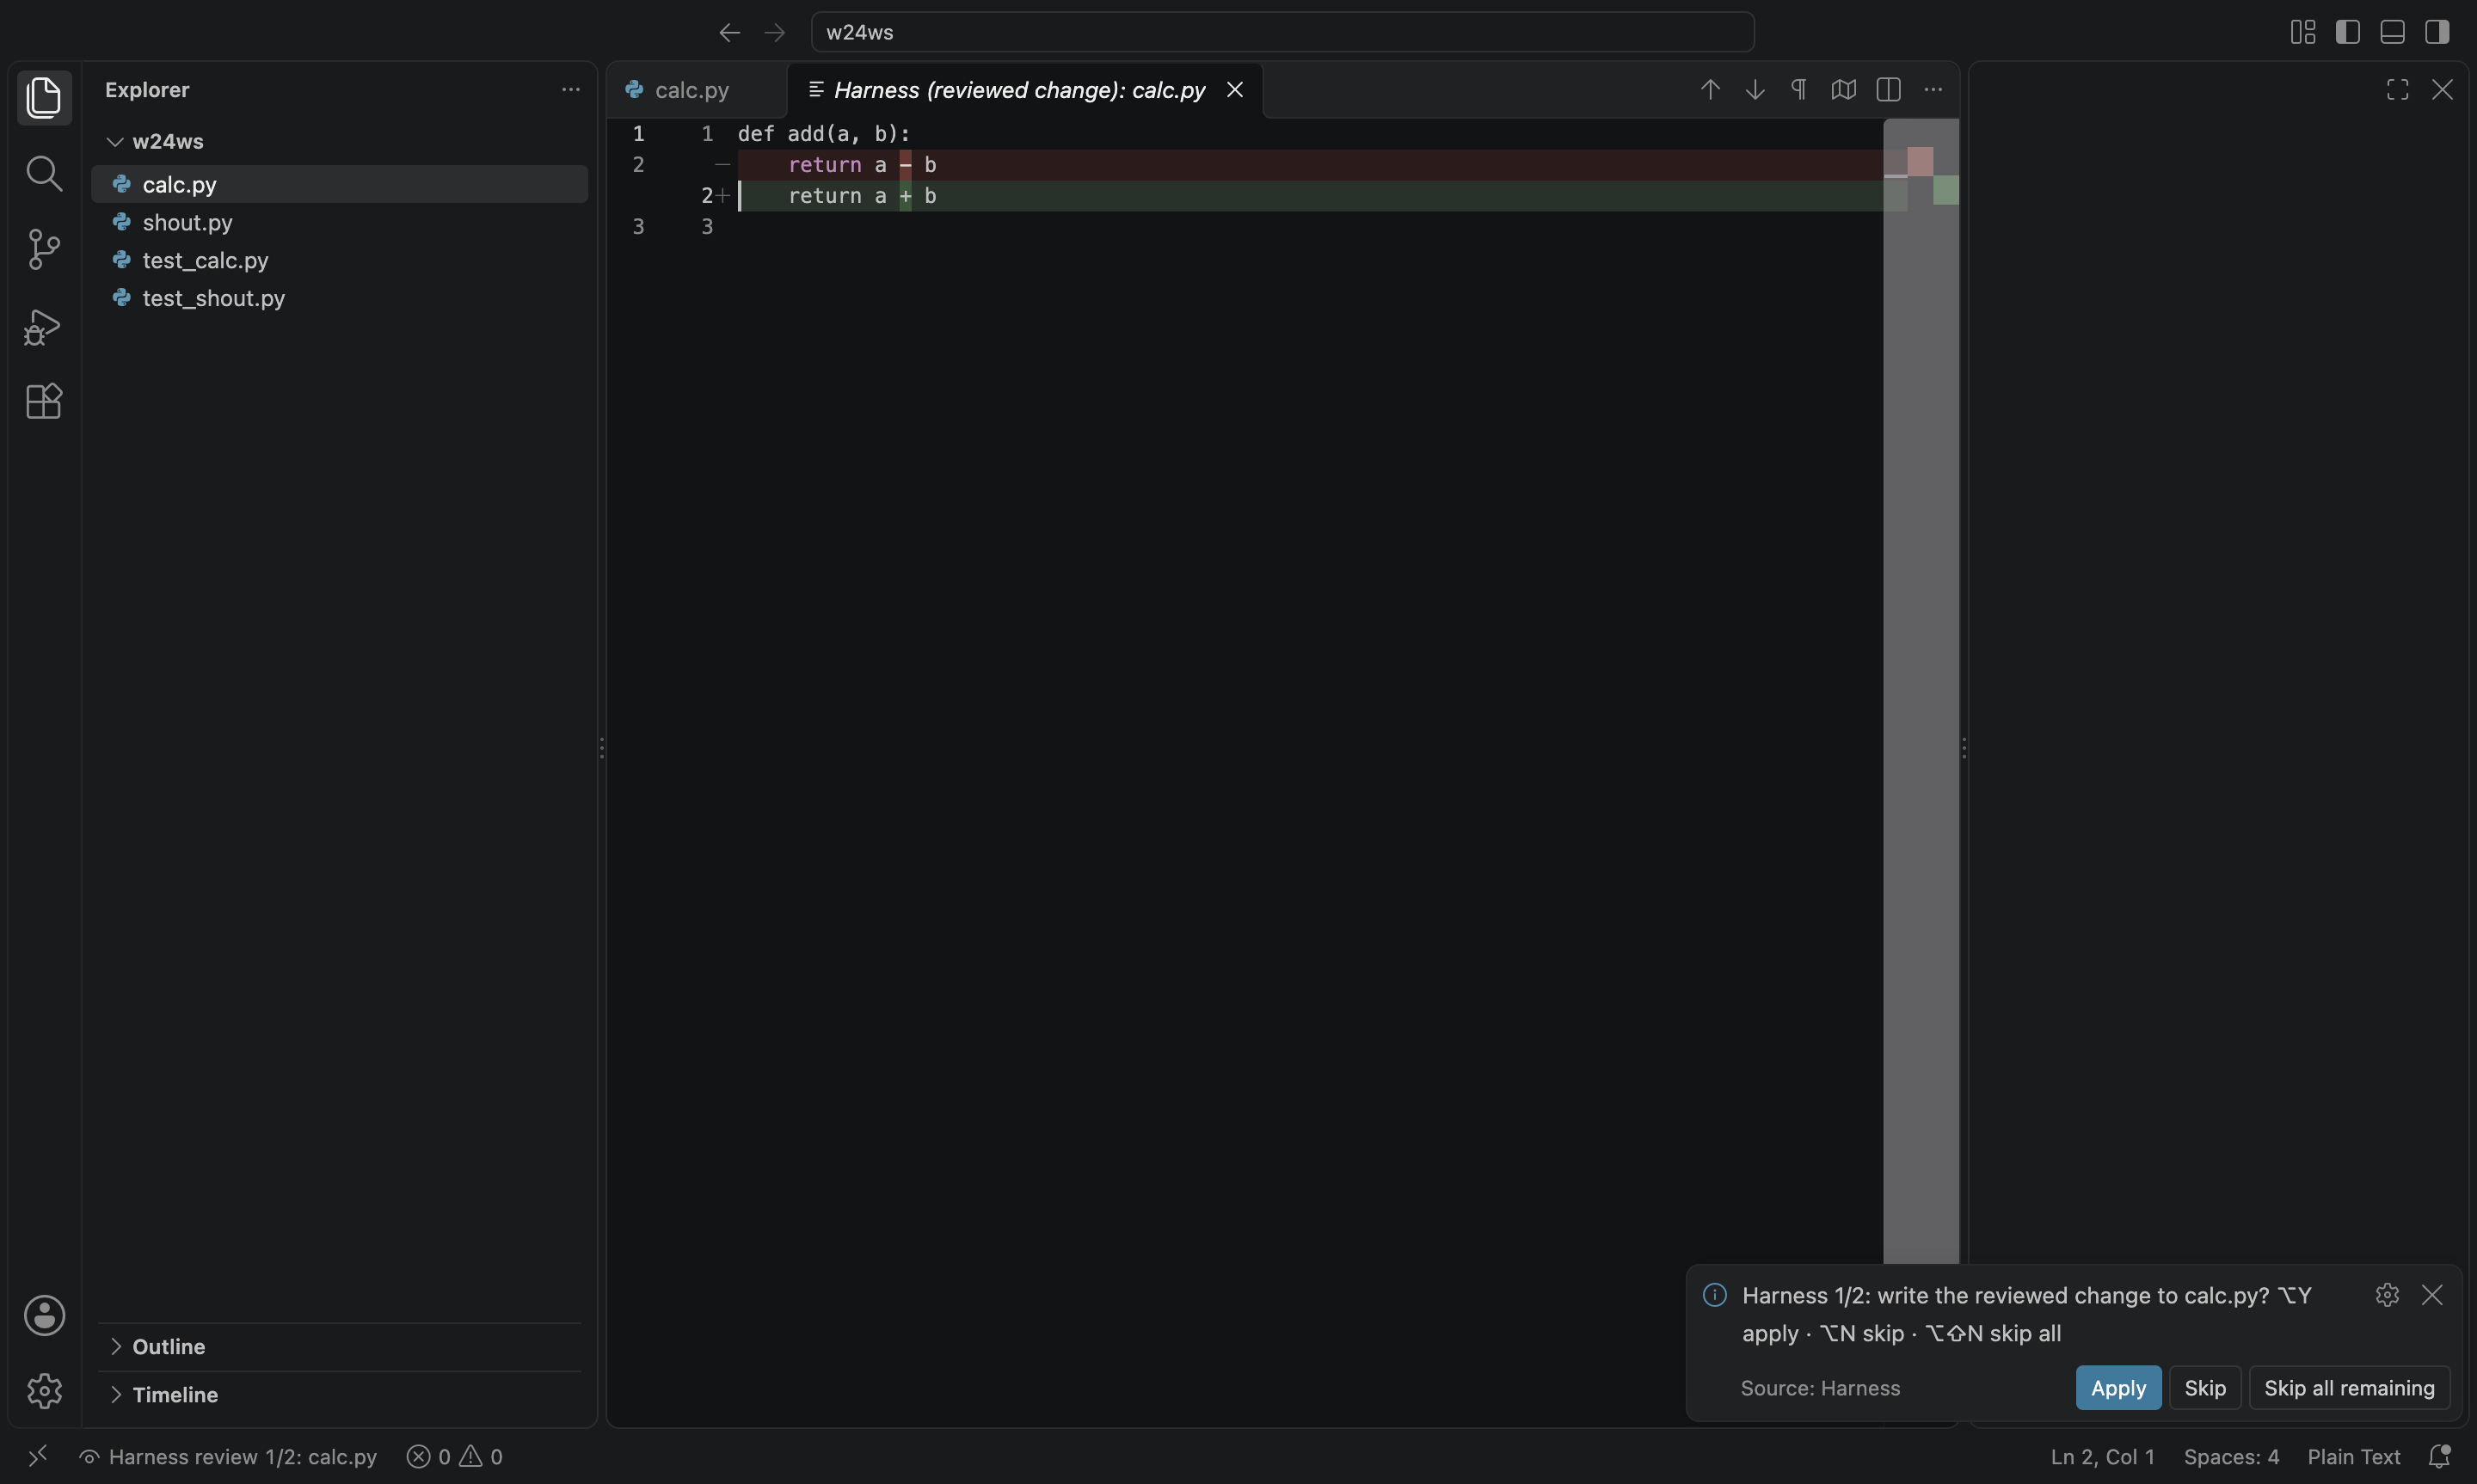 w24ws
Explorer
w24ws
calc.py
shout.py
test_calc.py
test_shout.py
Outline
Timeline
calc.py
Harness (reviewed change): calc.py
1 1 def add(a, b):
2 — return a - b
2+ return a + b
3 3
Harness 1/2: write the reviewed change to calc.py? ⌥Y
apply · ⌥N skip · ⌥⇧N skip all
Source: Harness
Apply
Skip
Skip all remaining
Harness review 1/2: calc.py
0
0
Ln 2, Col 1
Spaces: 4
Plain Text